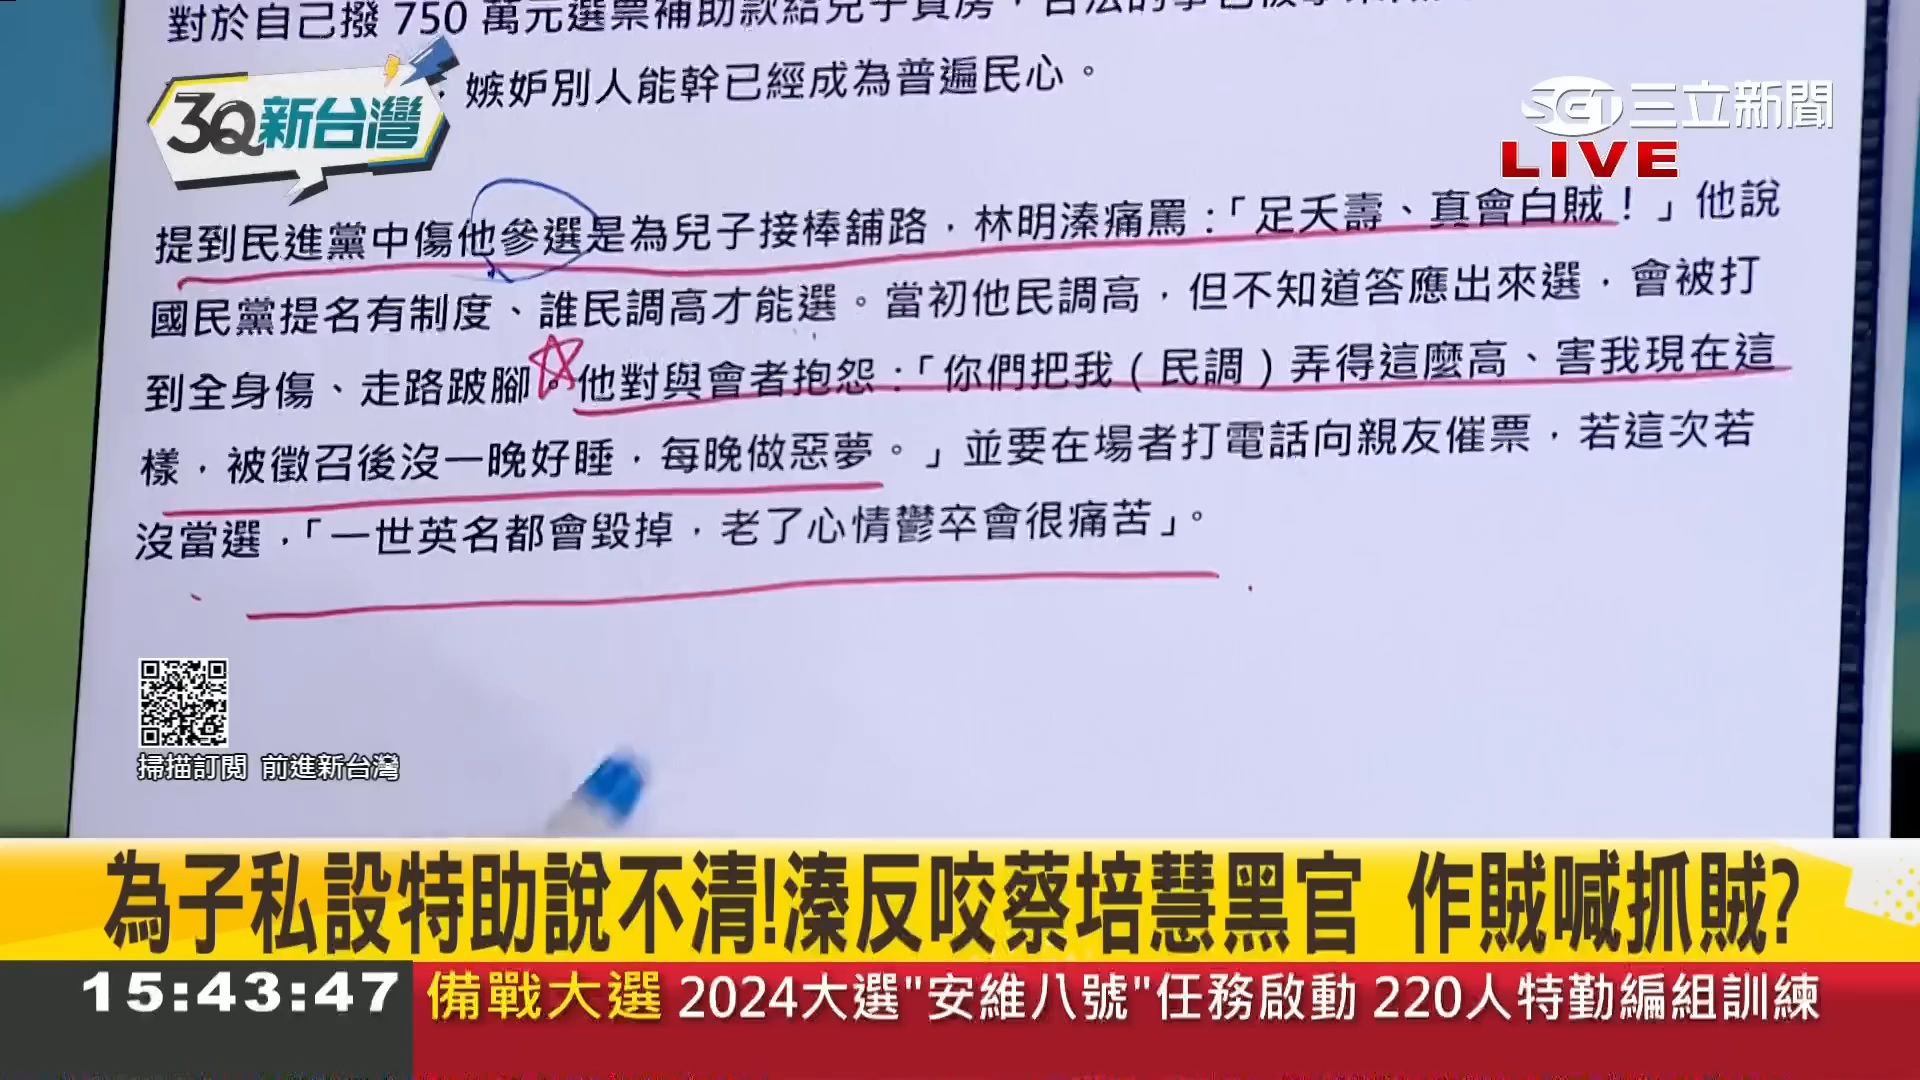 對於自己撥 750 萬元選票補助款給兒子買房，合法的事
嫉妒別人能幹已經成為普遍民心。
3Q新台灣
SET三立新聞
LIVE
提到民進黨中傷他參選是為兒子接棒舖路，林明溱痛罵：「足夭壽、真會白賊！」他說
國民黨提名有制度、誰民調高才能選。當初他民調高，但不知道答應出來選，會被打
到全身傷、走路跛腳。他對與會者抱怨：「你們把我（民調）弄得這麼高、害我現在這
樣，被徵召後沒一晚好睡，每晚做惡夢。」並要在場者打電話向親友催票，若這次若
沒當選，「一世英名都會毀掉，老了心情鬱卒會很痛苦」。
掃描訂閱 前進新台灣
為子私設特助說不清!溱反咬蔡培慧黑官 作賊喊抓賊?
15:43:47 備戰大選 2024大選"安維八號"任務啟動 220人特勤編組訓練